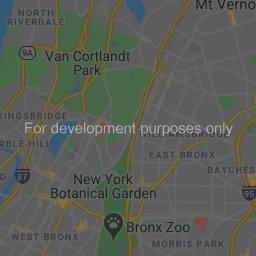 NORTH
RIVERDALE
Mt Verno
9A
Van Cortlandt
Park
KINGSBRIDGE
WILLIAMSBRIDGE
For development purposes only
RBLE HILL
EAST BRONX
BAYCHES
87
New York
Botanical Garden
95
Bronx Zoo
WEST BRONX
MORRIS PARK